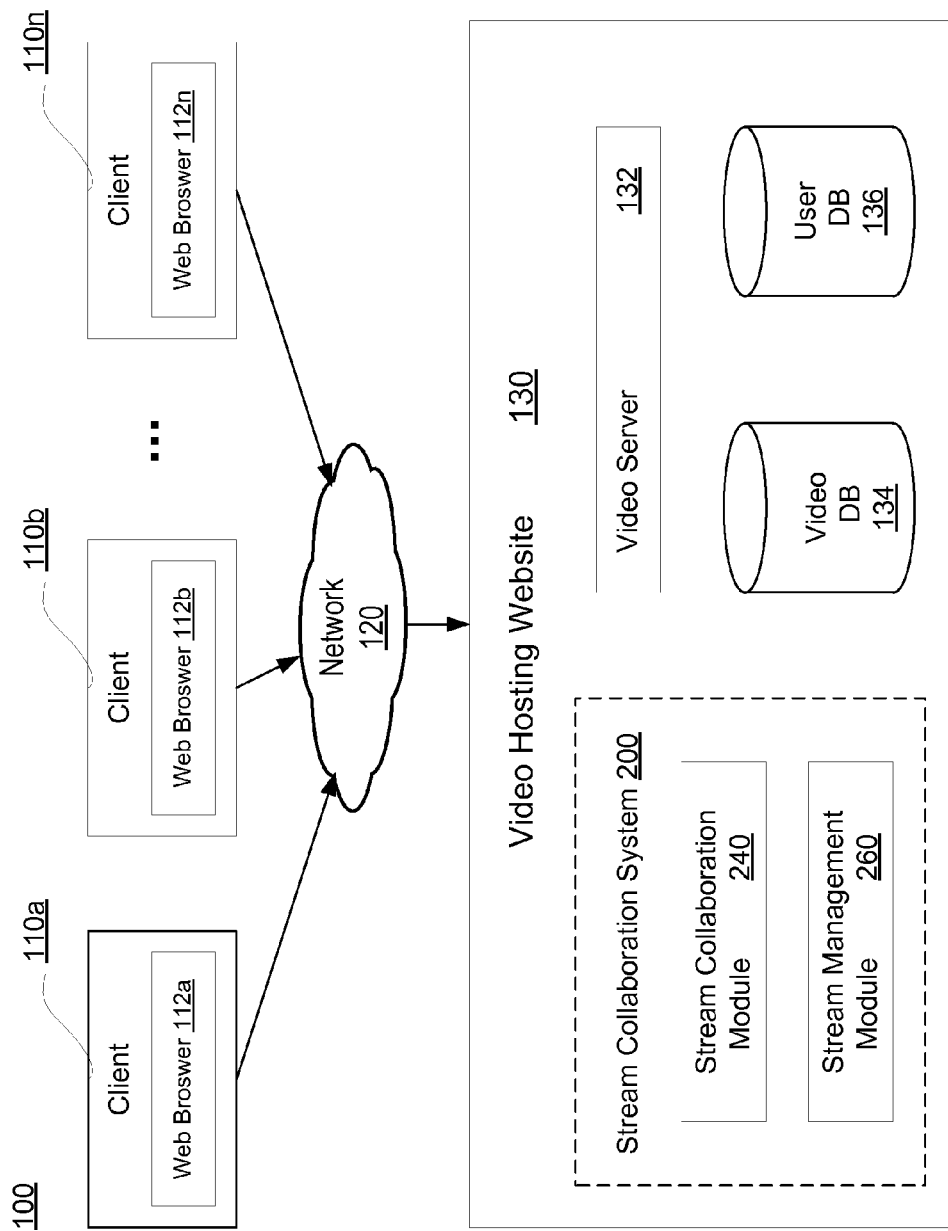 100
110a
110b
110n
Client
Web Broswer 112a
Client
Web Broswer 112b
...
Client
Web Broswer 112n
Network
120
Video Hosting Website 130
Stream Collaboration System 200
Stream Collaboration
Module 240
Stream Management
Module 260
Video Server 132
Video
DB
134
User
DB
136